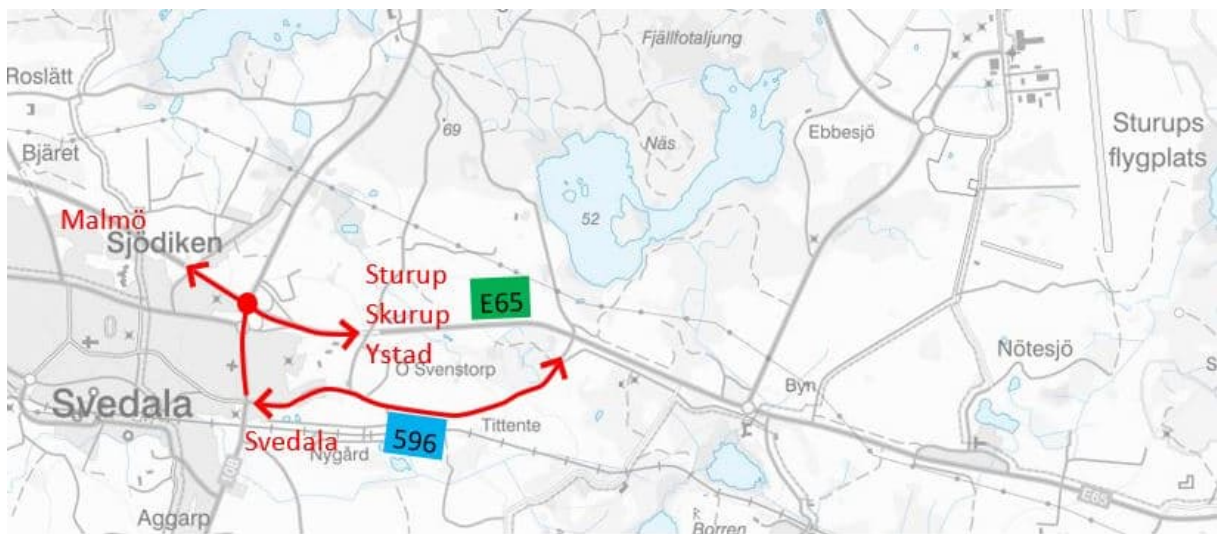 Fjällfotaljung
Roslätt
69
Näs
Ebbesjö
Sturups
flygplats
Bjäret
Malmö
Sjödiken
52
Sturup
E65
Skurup
Ystad
Nötesjö
O Svenstorp
Byn
Svedala
Tittente
Svedala
596
Nygård
108
E65
Aggarp
Borren